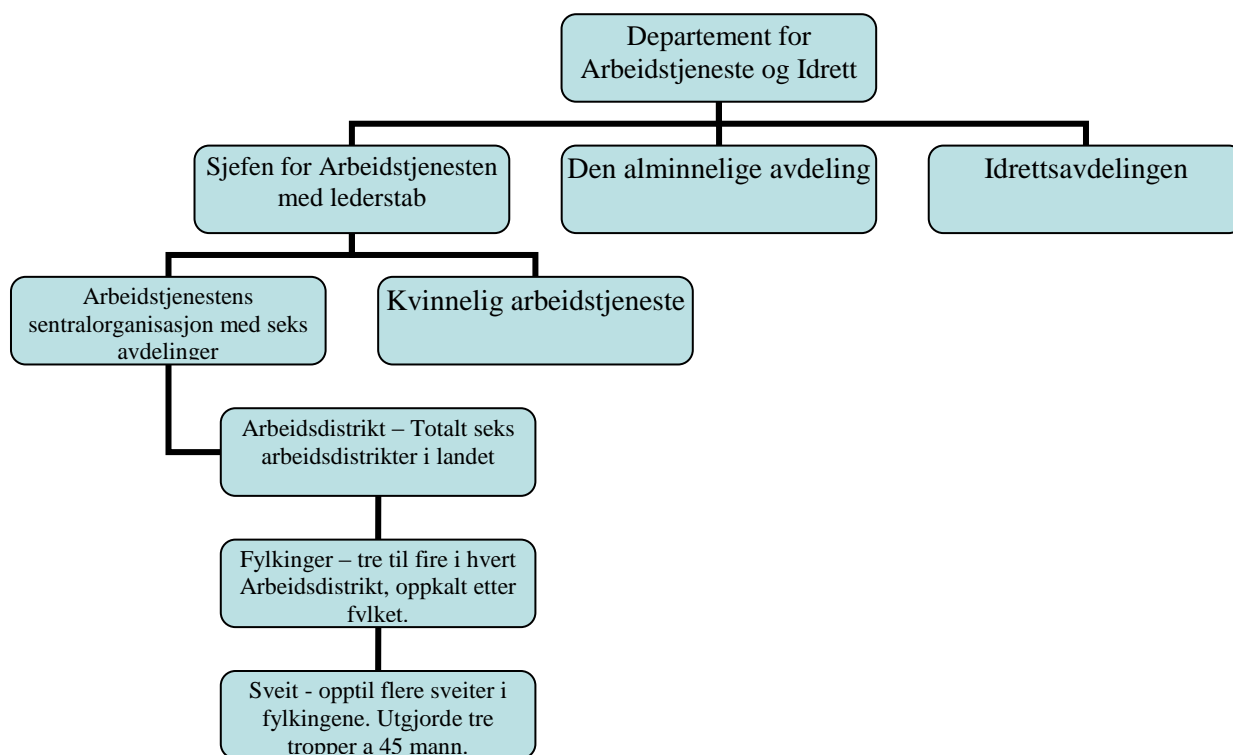 Departement for
Arbeidstjeneste og Idrett
Sjefen for Arbeidstjenesten
med lederstab
Den alminnelige avdeling
Idrettsavdelingen
Arbeidstjenestens
sentralorganisasjon med seks
avdelinger
Kvinnelig arbeidstjeneste
Arbeidsdistrikt – Totalt seks
arbeidsdistrikter i landet
Fylkinger – tre til fire i hvert
Arbeidsdistrikt, oppkalt etter
fylket.
Sveit - opptil flere sveiter i
fylkingene. Utgjorde tre
tropper a 45 mann.